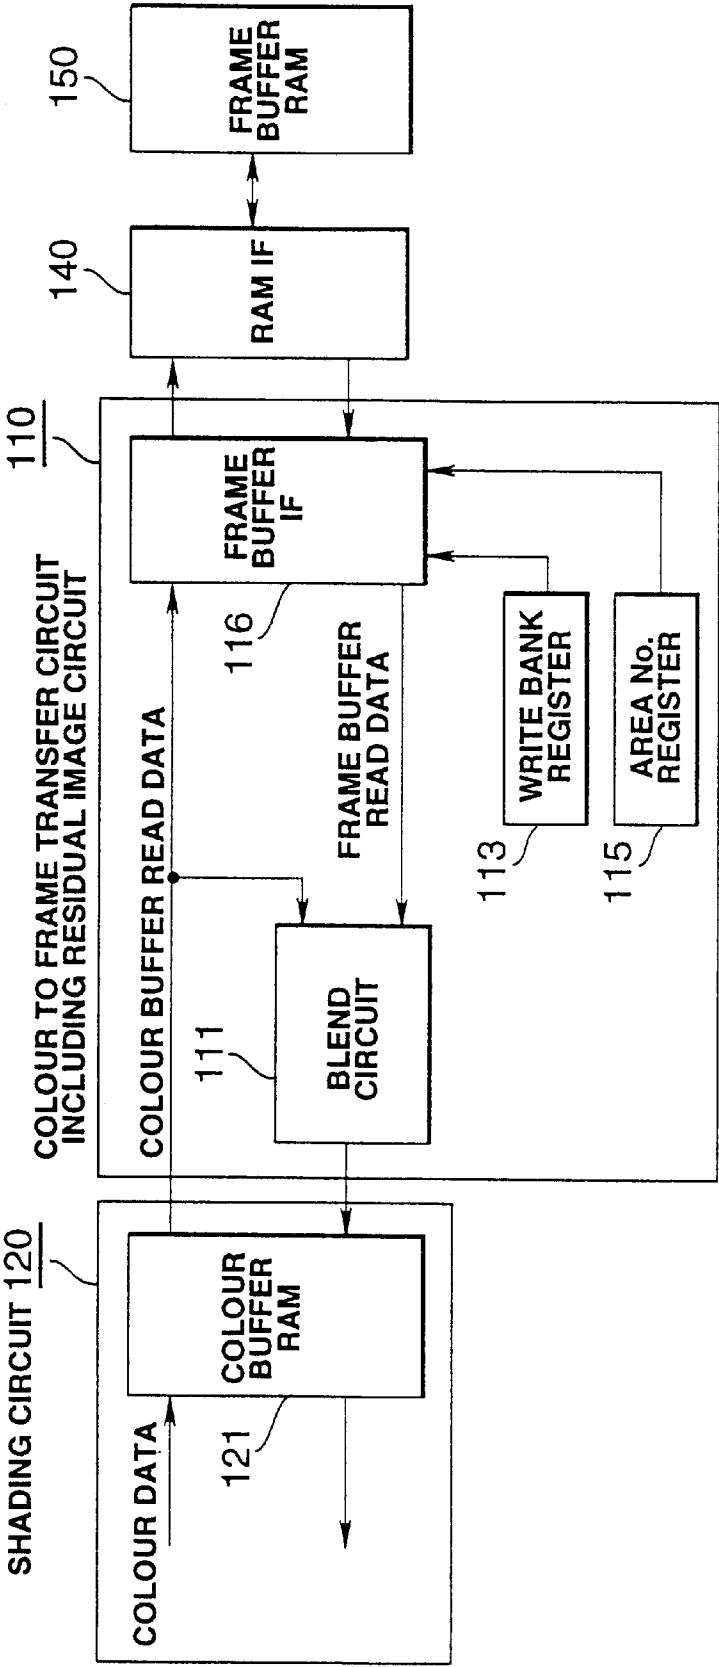 SHADING CIRCUIT 120
COLOUR DATA
121
COLOUR
BUFFER
RAM
COLOUR TO FRAME TRANSFER CIRCUIT
INCLUDING RESIDUAL IMAGE CIRCUIT
110
COLOUR BUFFER READ DATA
111
BLEND
CIRCUIT
FRAME BUFFER
READ DATA
116
FRAME
BUFFER
IF
113
WRITE BANK
REGISTER
115
AREA No.
REGISTER
140
RAM IF
150
FRAME
BUFFER
RAM